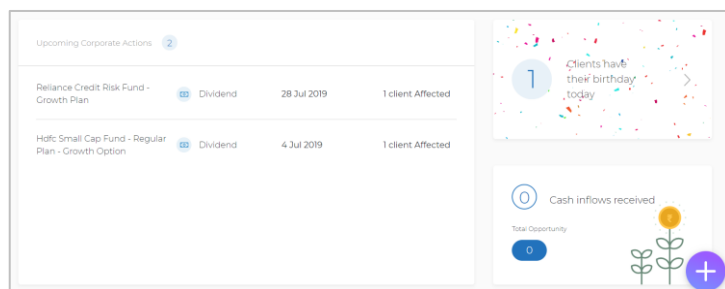 Upcoming Corporate Actions 2
Reliance Credit Risk Fund -
Growth Plan
Dividend
28 Jul 2019
1 client Affected
Hdfc Small Cap Fund - Regular
Plan - Growth Option
Dividend
4 Jul 2019
1 client Affected
1
Clients have
their birthday
today
0
Cash inflows received
Total Opportunity
0
₹
+